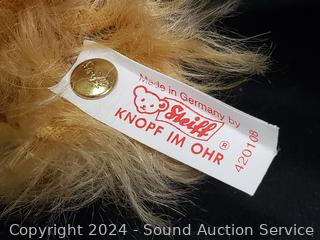 Made in Germany by
Steiff
KNOPF IM OHR ®
420108
Copyright 2024 - Sound Auction Service